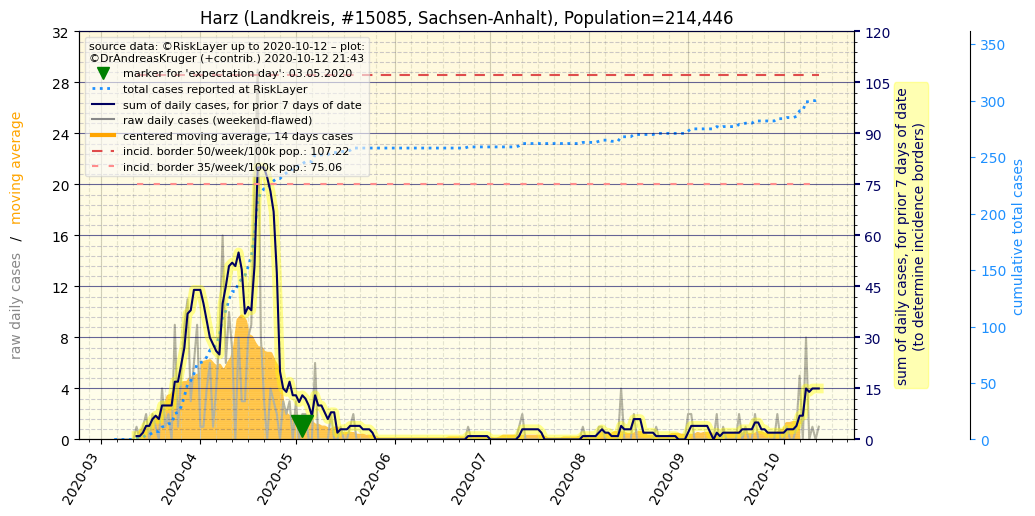 Harz (Landkreis, #15085, Sachsen-Anhalt), Population=214,446
source data: ©RiskLayer up to 2020-10-12 – plot:
©DrAndreasKruger (+contrib.) 2020-10-12 21:43
marker for 'expectation day': 03.05.2020
total cases reported at RiskLayer
sum of daily cases, for prior 7 days of date
raw daily cases (weekend-flawed)
centered moving average, 14 days cases
incid. border 50/week/100k pop.: 107.22
incid. border 35/week/100k pop.: 75.06
raw daily cases / moving average
32
28
24
20
16
12
8
4
0
2020-03
2020-04
2020-05
2020-06
2020-07
2020-08
2020-09
2020-10
120
105
90
75
60
45
30
15
0
sum of daily cases, for prior 7 days of date
(to determine incidence borders)
350
300
250
200
150
100
50
0
cumulative total cases